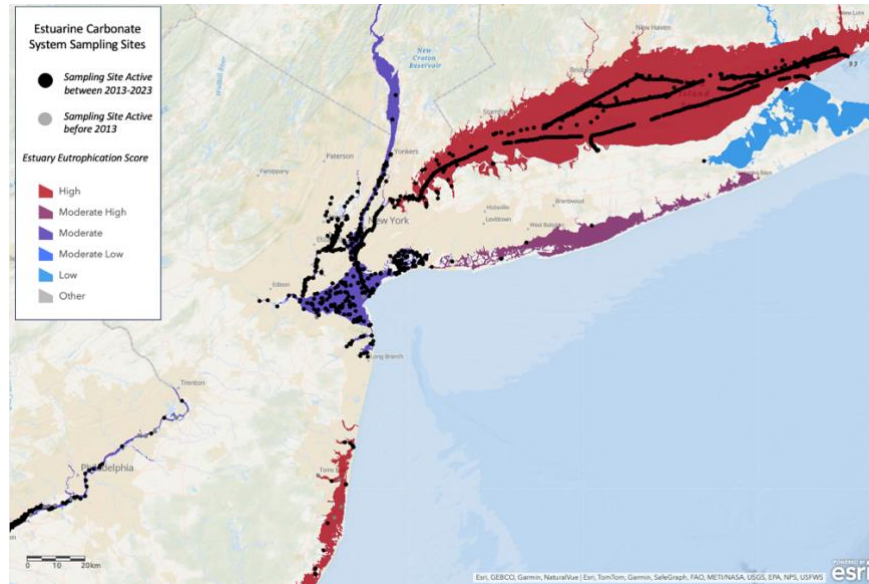 Estuarine Carbonate
System Sampling Sites
Sampling Site Active
between 2013-2023
Sampling Site Active
before 2013
Estuary Eutrophication Score
High
Moderate High
Moderate
Moderate Low
Low
Other
New
Croton
Reservoir
New Haven
Stamford
Yonkers
Paterson
Parsippany
New York
Hicksville
Levittown
Brentwood
West Babylon
Edison
Long Branch
Trenton
Philadelphia
0 10 20km
Esri, GEBCO, Garmin, NaturalVue | Esri, TomTom, Garmin, SafeGraph, FAO, METI/NASA, USGS, EPA, NPS, USFWS
POWERED BY
esri